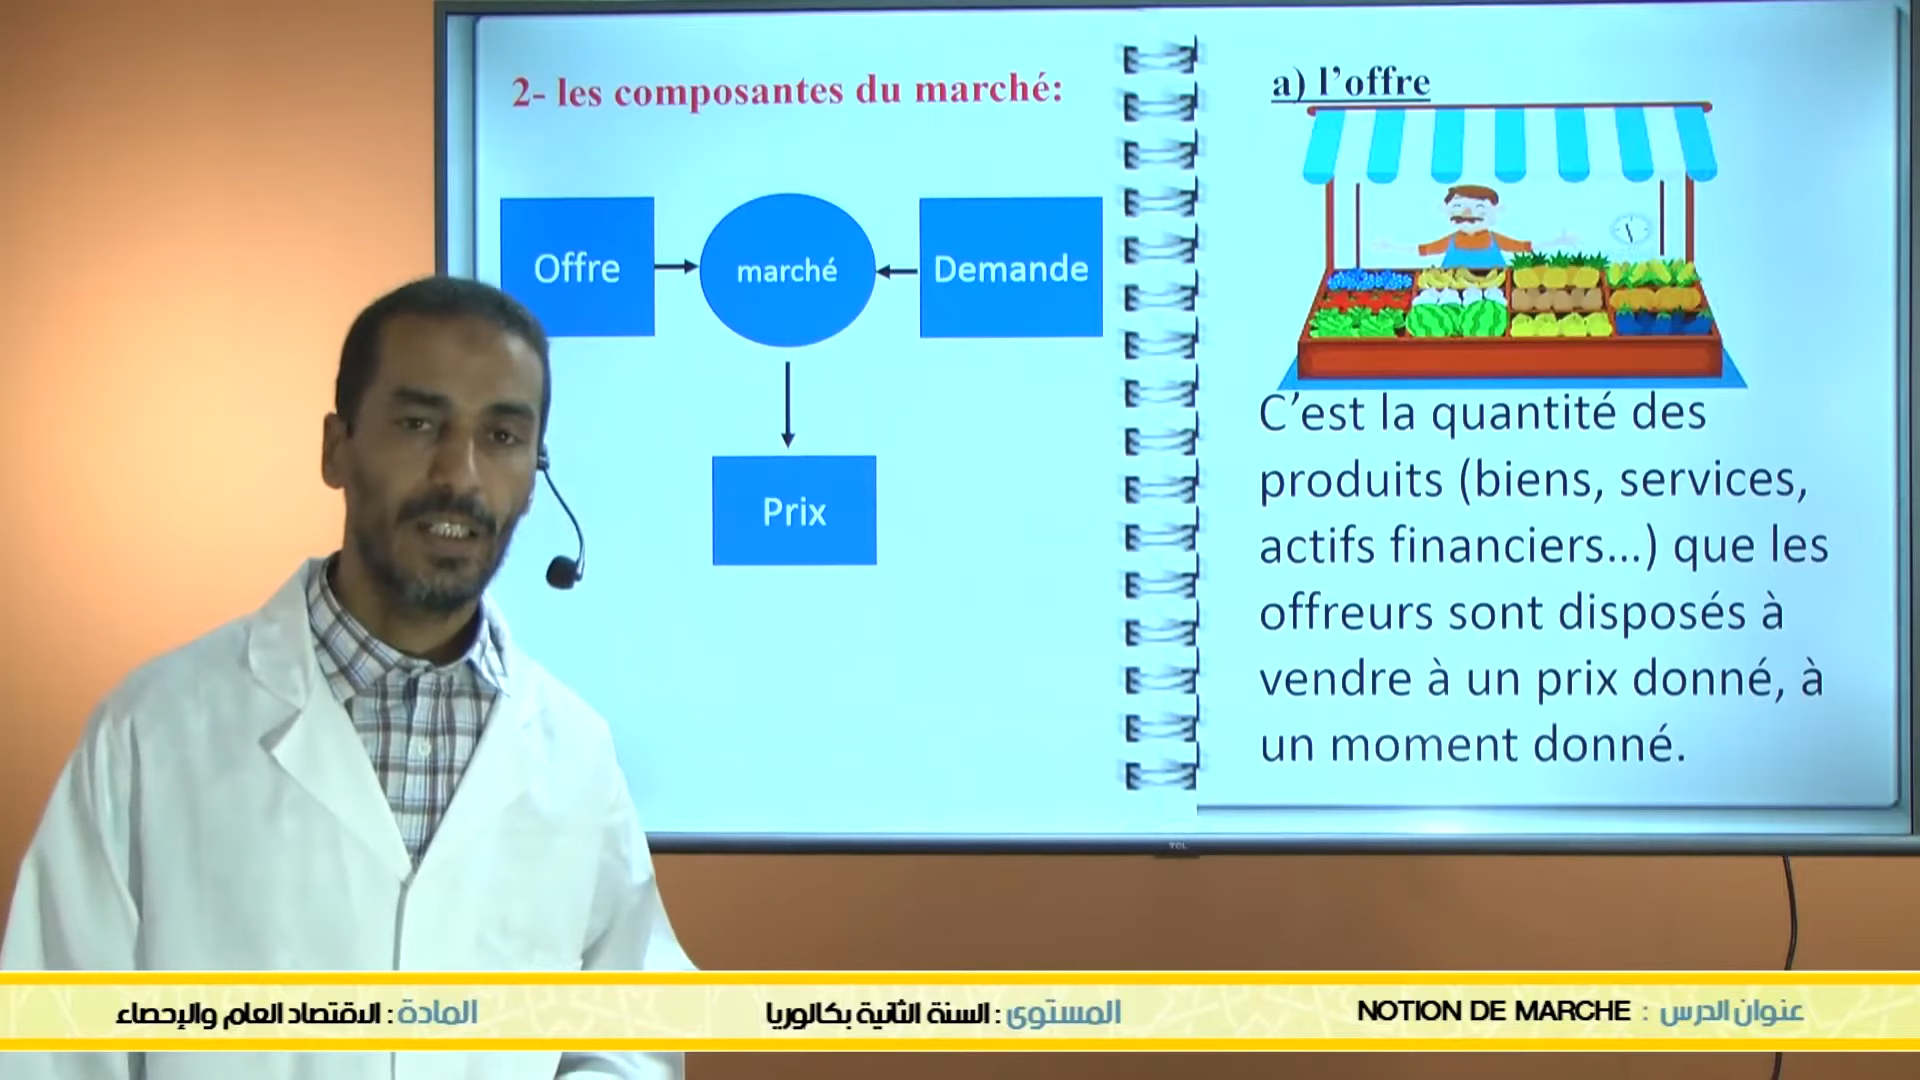 2- les composantes du marché:
Offre
marché
Demande
Prix
a) l’offre
C’est la quantité des
produits (biens, services,
actifs financiers...) que les
offreurs sont disposés à
vendre à un prix donné, à
un moment donné.
TCL
عنوان الدرس : NOTION DE MARCHE
المستوى : السنة الثانية بكالوريا
المادة : الاقتصاد العام والإحصاء